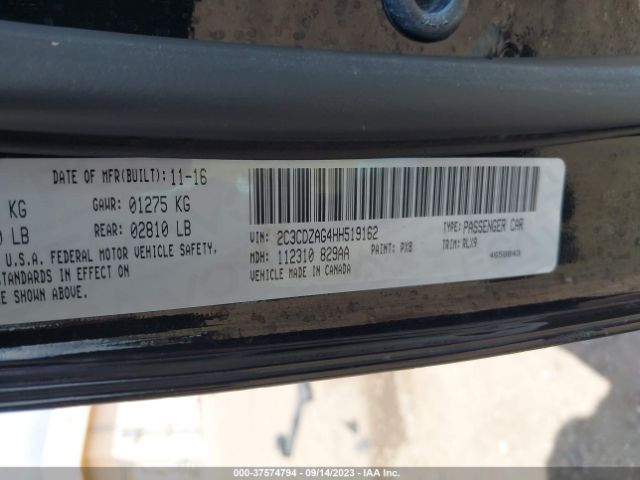 DATE OF MFR(BUILT): 11-16
KG GAWR: 01275 KG
LB REAR: 02810 LB
U.S.A. FEDERAL MOTOR VEHICLE SAFETY,
STANDARDS IN EFFECT ON
SHOWN ABOVE.
VIN: 2C3CDZAG4HH519162 TYPE: PASSENGER CAR
MDH: 112310 829AA PAINT: PXB TRIM: RLX9
VEHICLE MADE IN CANADA 4658843
000-37574794 - 09/14/2023 - IAA Inc.